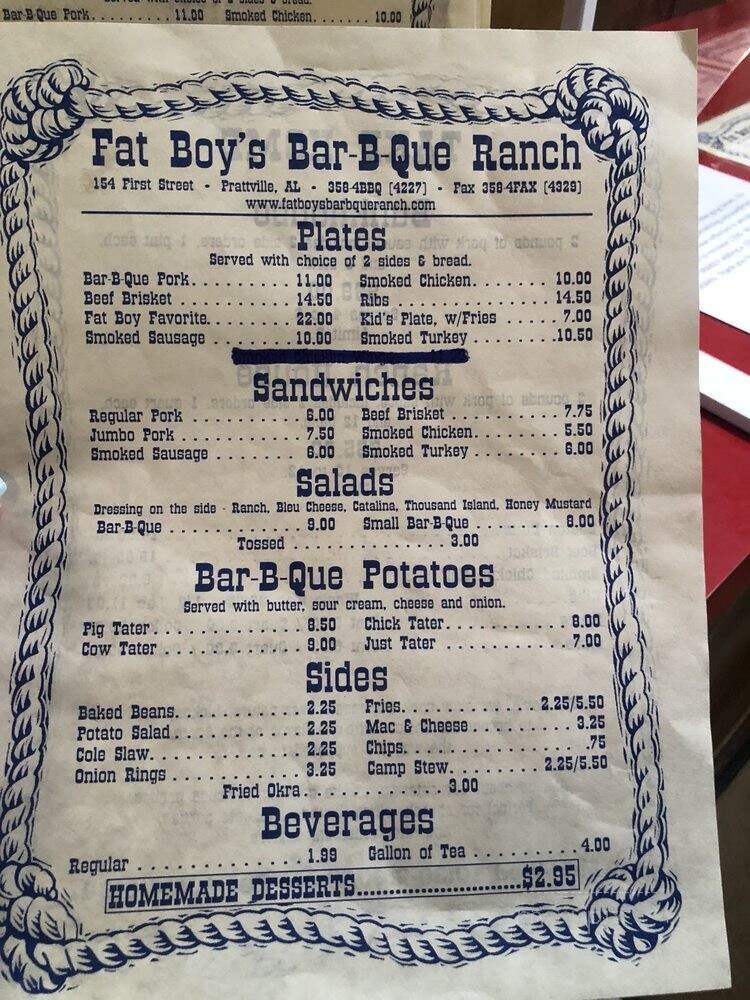 Bar-B-Que Pork......... 11.00 Smoked Chicken....... 10.00
Fat Boy's Bar-B-Que Ranch
154 First Street • Prattville, AL • 358-4BBQ (4227) • Fax 358-4FAX (4329)
www.fatboysbarbqueranch.com
Plates
Served with choice of 2 sides & bread.
Bar-B-Que Pork......... 11.00 Smoked Chicken........ 10.00
Beef Brisket .......... 14.50 Ribs ................. 14.50
Fat Boy Favorite....... 22.00 Kid's Plate, w/Fries ..... 7.00
Smoked Sausage ........ 10.00 Smoked Turkey ........ 10.50
Sandwiches
Regular Pork .......... 6.00 Beef Brisket .......... 7.75
Jumbo Pork ............ 7.50 Smoked Chicken........ 5.50
Smoked Sausage ........ 6.00 Smoked Turkey ........ 6.00
Salads
Dressing on the side - Ranch, Bleu Cheese, Catalina, Thousand Island, Honey Mustard
Bar-B-Que ............. 9.00 Small Bar-B-Que ........ 8.00
Tossed ................ 3.00
Bar-B-Que Potatoes
Served with butter, sour cream, cheese and onion.
Pig Tater.............. 8.50 Chick Tater........... 8.00
Cow Tater ............. 9.00 Just Tater ............ 7.00
Sides
Baked Beans............ 2.25 Fries............. 2.25/5.50
Potato Salad........... 2.25 Mac & Cheese.......... 3.25
Cole Slaw.............. 2.25 Chips.................. .75
Onion Rings ........... 3.25 Camp Stew......... 2.25/5.50
Fried Okra............. 3.00
Beverages
Regular ............... 1.99 Gallon of Tea .......... 4.00
HOMEMADE DESSERTS........................$2.95